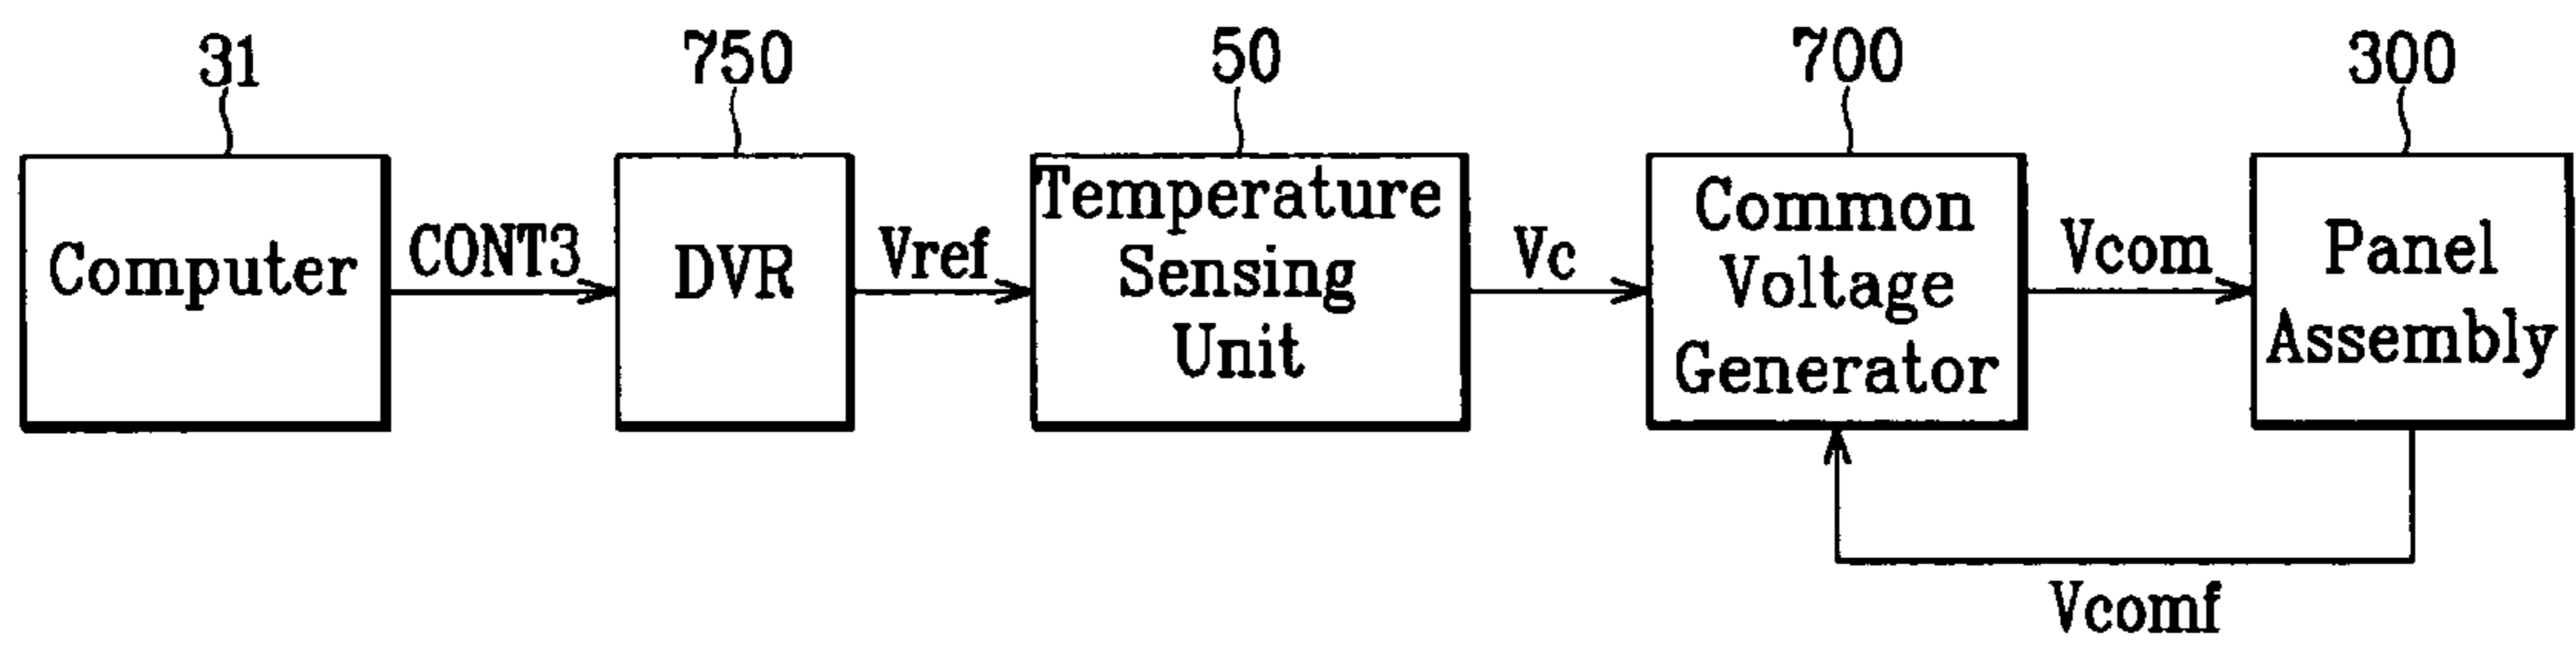 31
750
50
700
300
Computer
CONT3
DVR
Vref
Temperature
Sensing
Unit
Vc
Common
Voltage
Generator
Vcom
Panel
Assembly
Vcomf